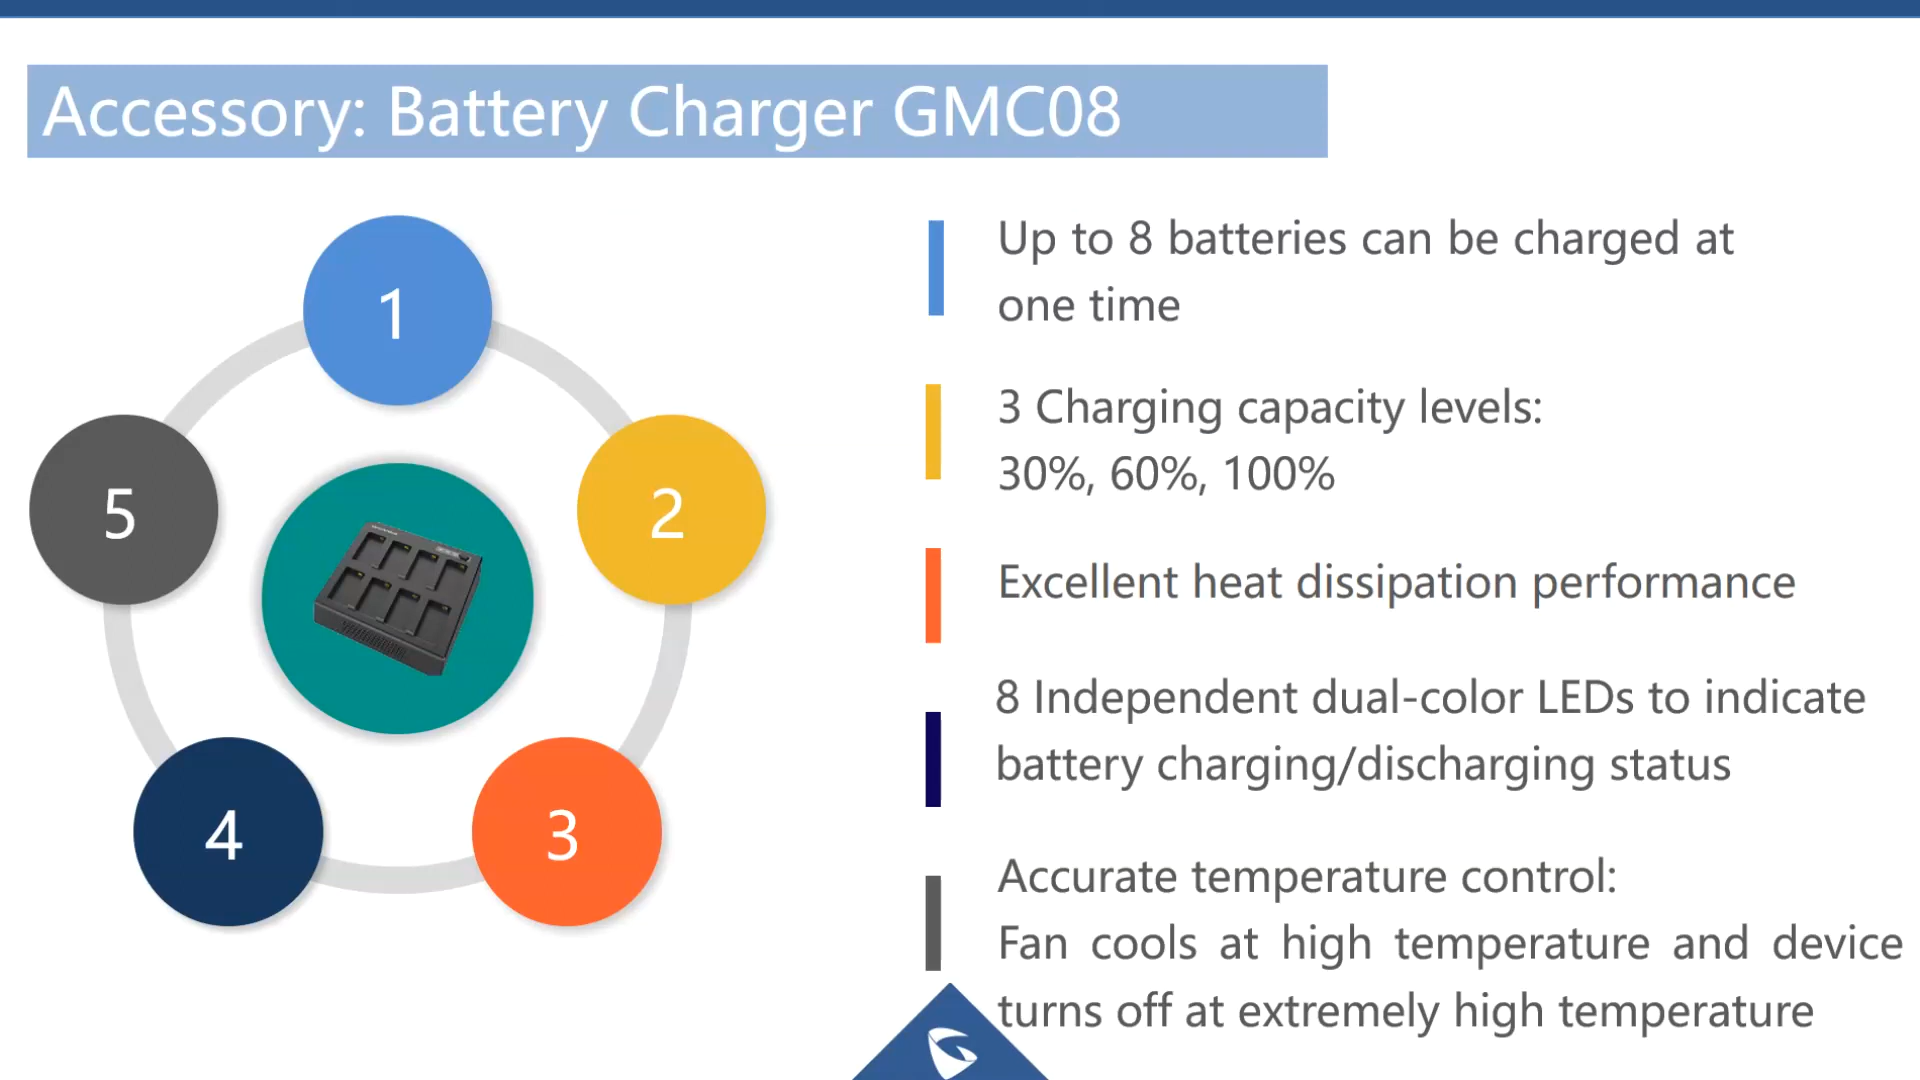 Accessory: Battery Charger GMC08
1
2
3
4
5
Up to 8 batteries can be charged at
one time
3 Charging capacity levels:
30%, 60%, 100%
Excellent heat dissipation performance
8 Independent dual-color LEDs to indicate
battery charging/discharging status
Accurate temperature control:
Fan cools at high temperature and device
turns off at extremely high temperature